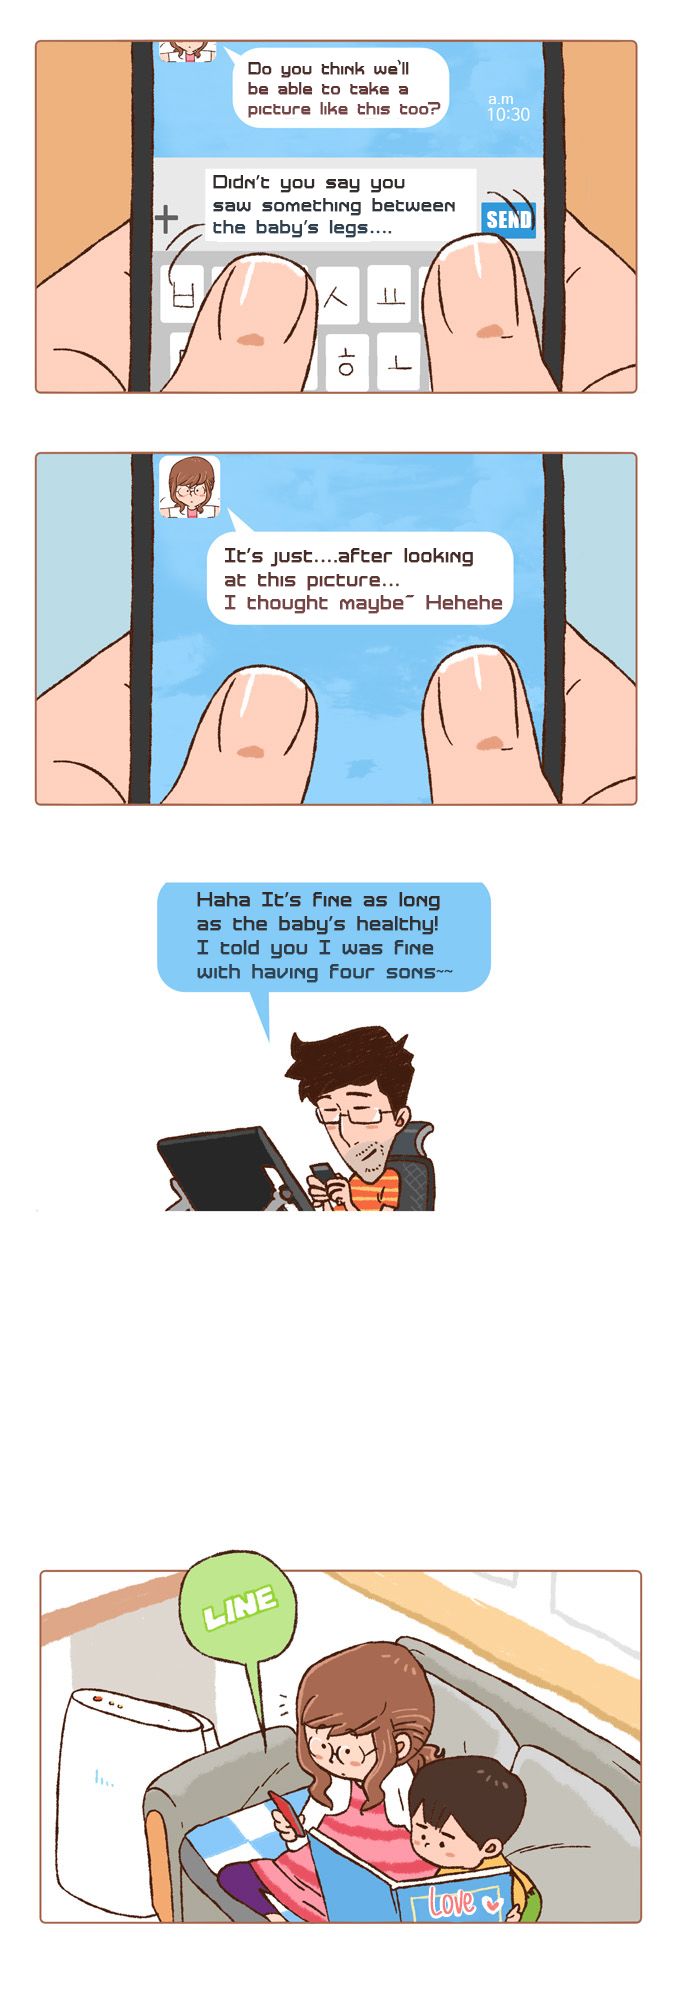 Do you think we'll
be able to take a
picture like this too?
a.m
10:30
Didn't you say you
saw something between
the baby's legs....
+
SEND
ㅂ ㅅ ㅛ
ㅎ ㅗ
It's just....after looking
at this picture...
I thought maybe~ Hehehe
Haha It's fine as long
as the baby's healthy!
I told you I was fine
with having four sons~~
LINE
Love